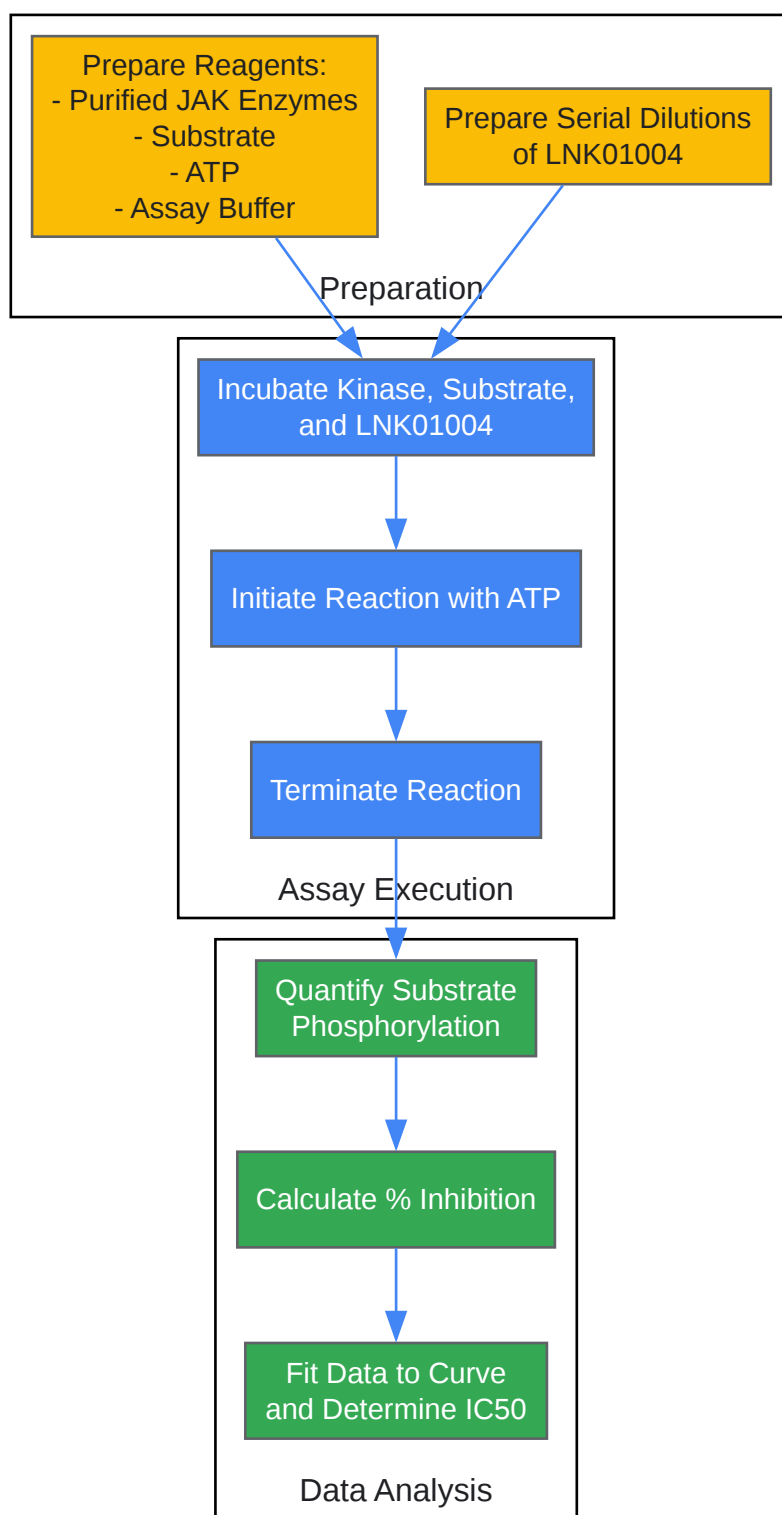 Prepare Reagents:
- Purified JAK Enzymes
- Substrate
- ATP
- Assay Buffer
Prepare Serial Dilutions
of LNK01004
Preparation
Incubate Kinase, Substrate,
and LNK01004
Initiate Reaction with ATP
Terminate Reaction
Assay Execution
Quantify Substrate
Phosphorylation
Calculate % Inhibition
Fit Data to Curve
and Determine IC50
Data Analysis